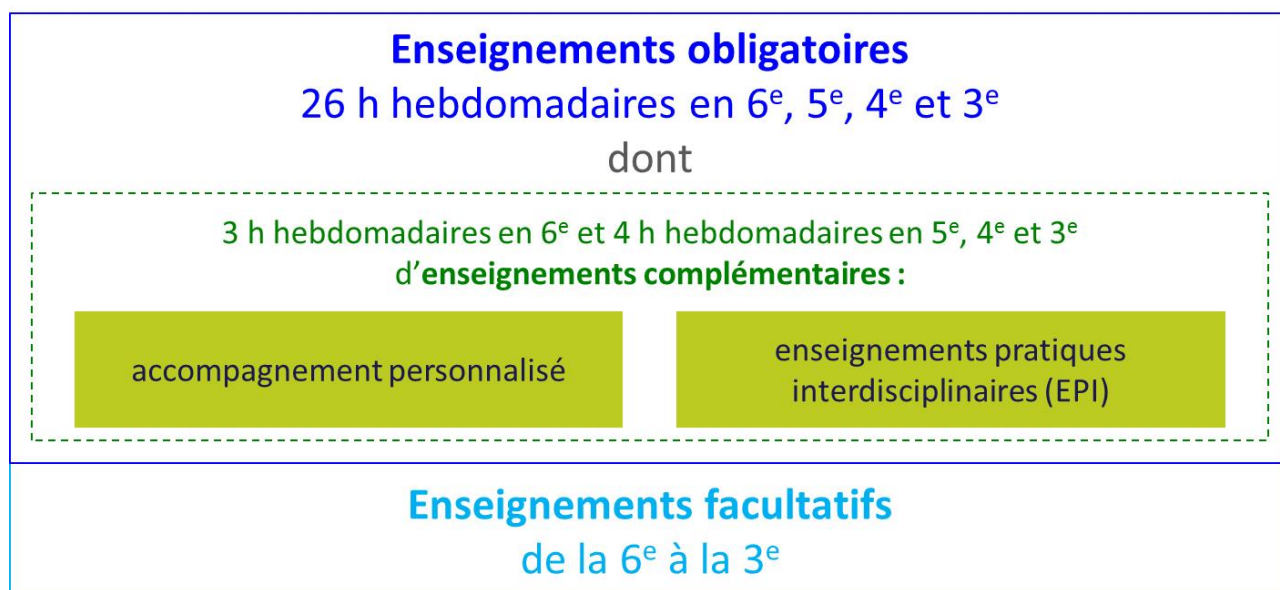 Enseignements obligatoires
26 h hebdomadaires en 6e, 5e, 4e et 3e
dont
3 h hebdomadaires en 6e et 4 h hebdomadaires en 5e, 4e et 3e
d’enseignements complémentaires :
accompagnement personnalisé
enseignements pratiques
interdisciplinaires (EPI)
Enseignements facultatifs
de la 6e à la 3e